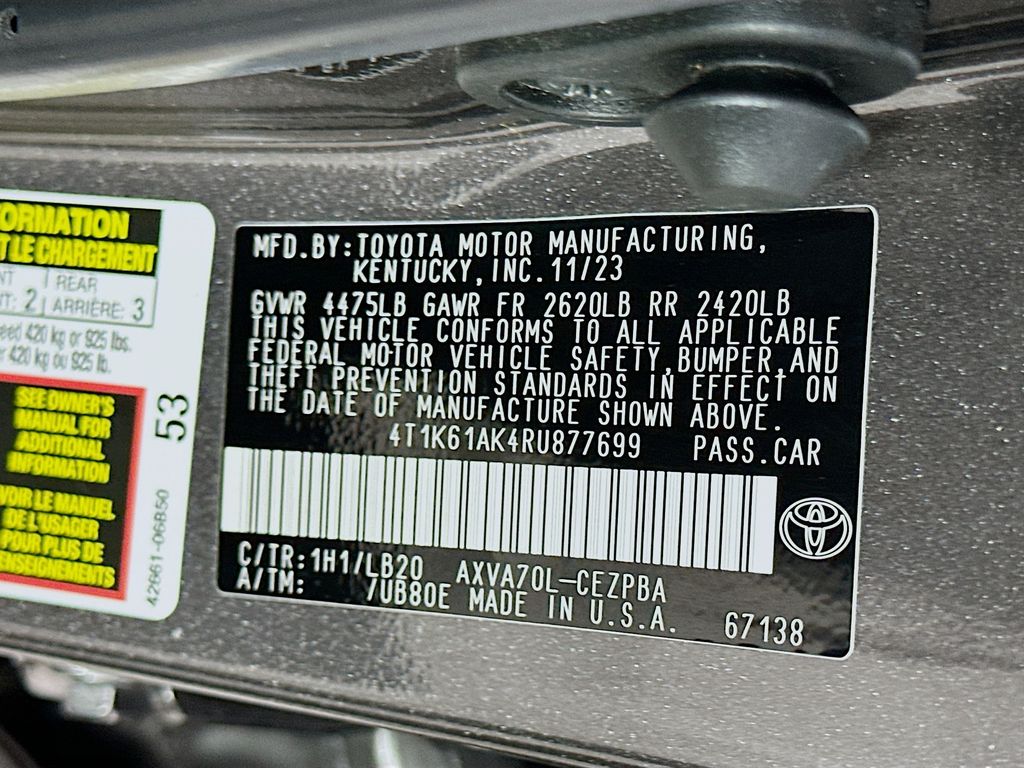 ORMATION
T LE CHARGEMENT
NT | REAR
T: 2 | ARRIÈRE: 3
eed 420 kg or 925 lbs.
r 420 kg ou 925 lb.
SEE OWNER'S
MANUAL FOR
ADDITIONAL
INFORMATION
VOIR LE MANUEL
DE L'USAGER
POUR PLUS DE
RENSEIGNEMENTS
53
42661-06B50
MFD.BY:TOYOTA MOTOR MANUFACTURING,
KENTUCKY,INC.11/23
GVWR 4475LB GAWR FR 2620LB RR 2420LB
THIS VEHICLE CONFORMS TO ALL APPLICABLE
FEDERAL MOTOR VEHICLE SAFETY,BUMPER,AND
THEFT PREVENTION STANDARDS IN EFFECT ON
THE DATE OF MANUFACTURE SHOWN ABOVE.
4T1K61AK4RU877699 PASS.CAR
C/TR:1H1/LB20 AXVA70L-CEZPBA
A/TM: /UB80E MADE IN U.S.A. 67138